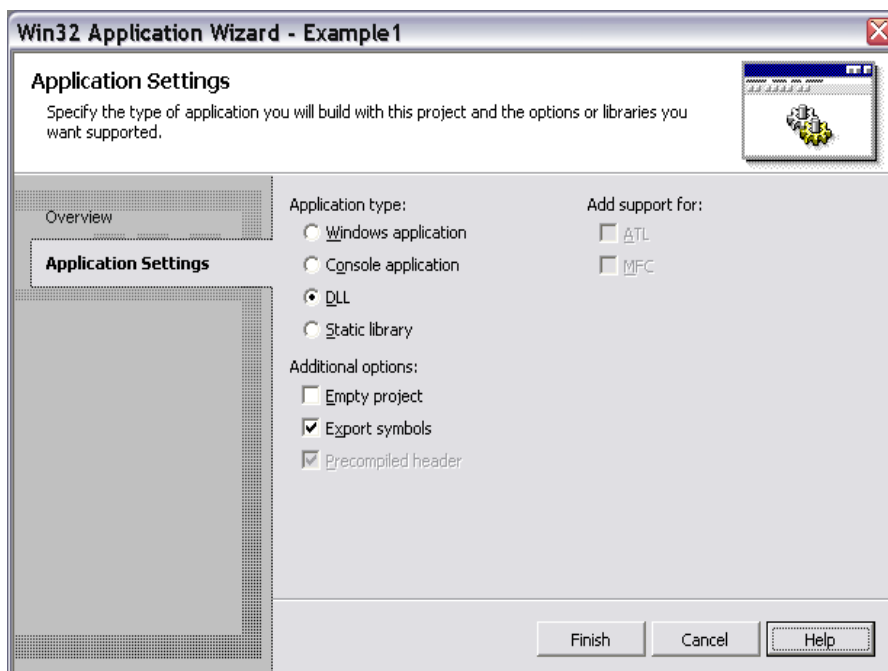 Win32 Application Wizard - Example1
Application Settings
Specify the type of application you will build with this project and the options or libraries you
want supported.
Overview
Application Settings
Application type:
Windows application
Console application
DLL
Static library
Additional options:
Empty project
Export symbols
Precompiled header
Add support for:
ATL
MFC
Finish
Cancel
Help